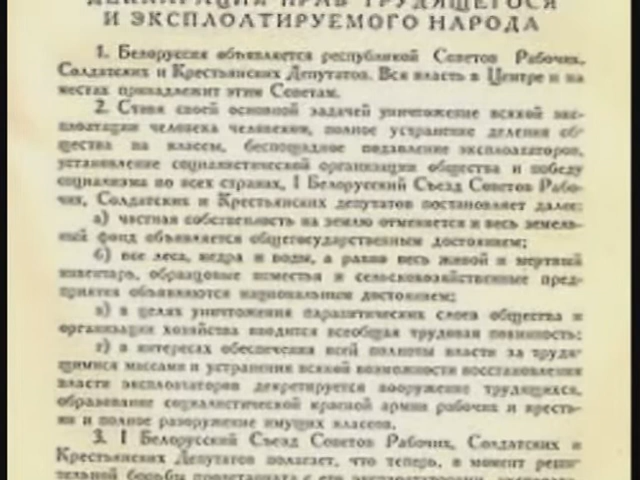 ДЕКЛАРАЦИЯ ПРАВ ТРУДЯЩЕГОСЯ
И ЭКСПЛОАТИРУЕМОГО НАРОДА
1. Белоруссия объявляется республикой Советов Рабочих,
Солдатских и Крестьянских Депутатов. Вся власть в Центре и на
местах принадлежит этим Советам.
2. Ставя своей основной задачей уничтожение всякой экс-
плоатации человека человеком, полное устранение деления об-
щества на классы, беспощадное подавление эксплоататоров,
установление социалистической организации общества и победу
социализма во всех странах, I Белорусский Съезд Советов Рабо-
чих, Солдатских и Крестьянских депутатов постановляет далее:
а) частная собственность на землю отменяется и весь земель-
ный фонд объявляется общегосударственным достоянием;
б) все леса, недра и воды, а равно весь живой и мертвый
инвентарь, образцовые поместья и сельскохозяйственные пред-
приятия объявляются национальным достоянием;
в) в целях уничтожения паразитических слоев общества и
организации хозяйства вводится всеобщая трудовая повинность;
г) в интересах обеспечения всей полноты власти за трудя-
щимися массами и устранения всякой возможности восстановления
власти эксплоататоров декретируется вооружение трудящихся,
образование социалистической красной армии рабочих и кресть-
ян и полное разоружение имущих классов.
3. I Белорусский Съезд Советов Рабочих, Солдатских и
Крестьянских Депутатов полагает, что теперь, в момент реши-
тельной борьбы пролетариата с его эксплоататорами,